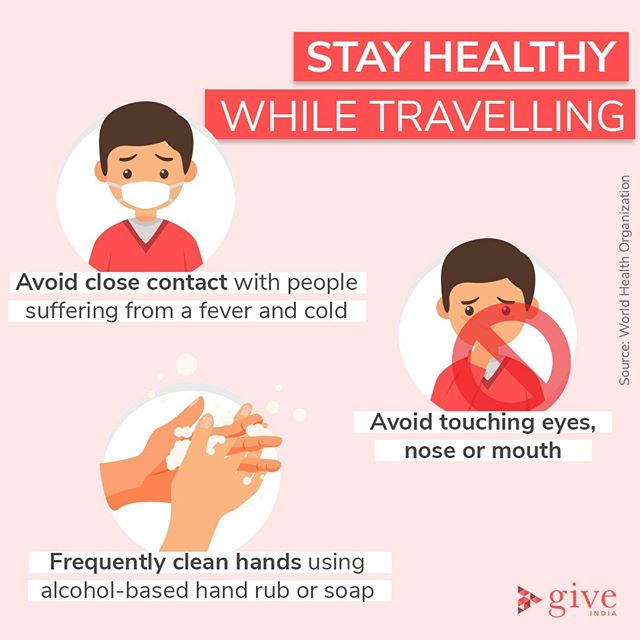 STAY HEALTHY
WHILE TRAVELLING
Avoid close contact with people
suffering from a fever and cold
Source: World Health Organization
Avoid touching eyes,
nose or mouth
Frequently clean hands using
alcohol-based hand rub or soap
give
INDIA